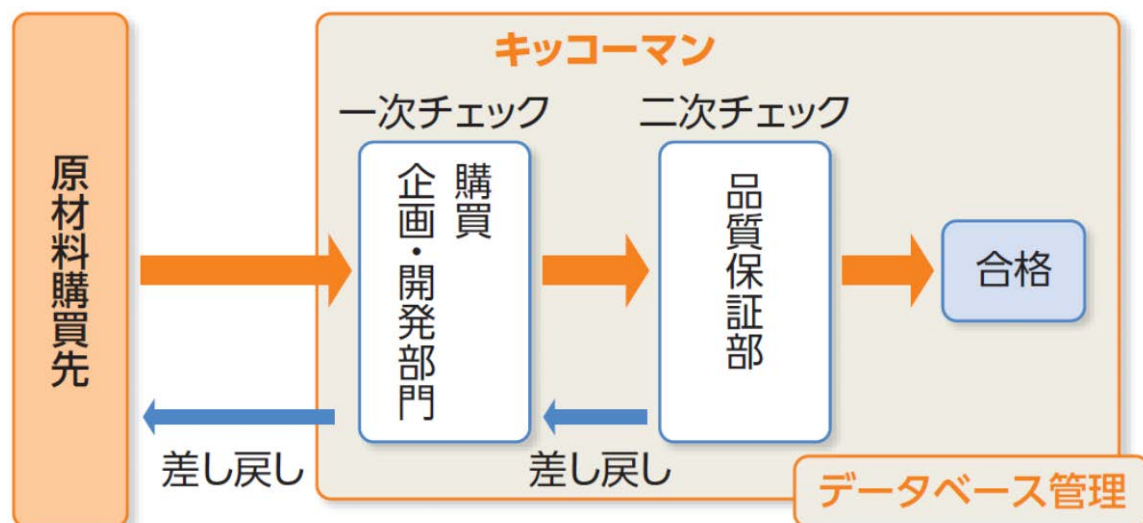 原材料購買先
キッコーマン
一次チェック
購買
企画・開発部門
二次チェック
品質保証部
合格
差し戻し
差し戻し
データベース管理